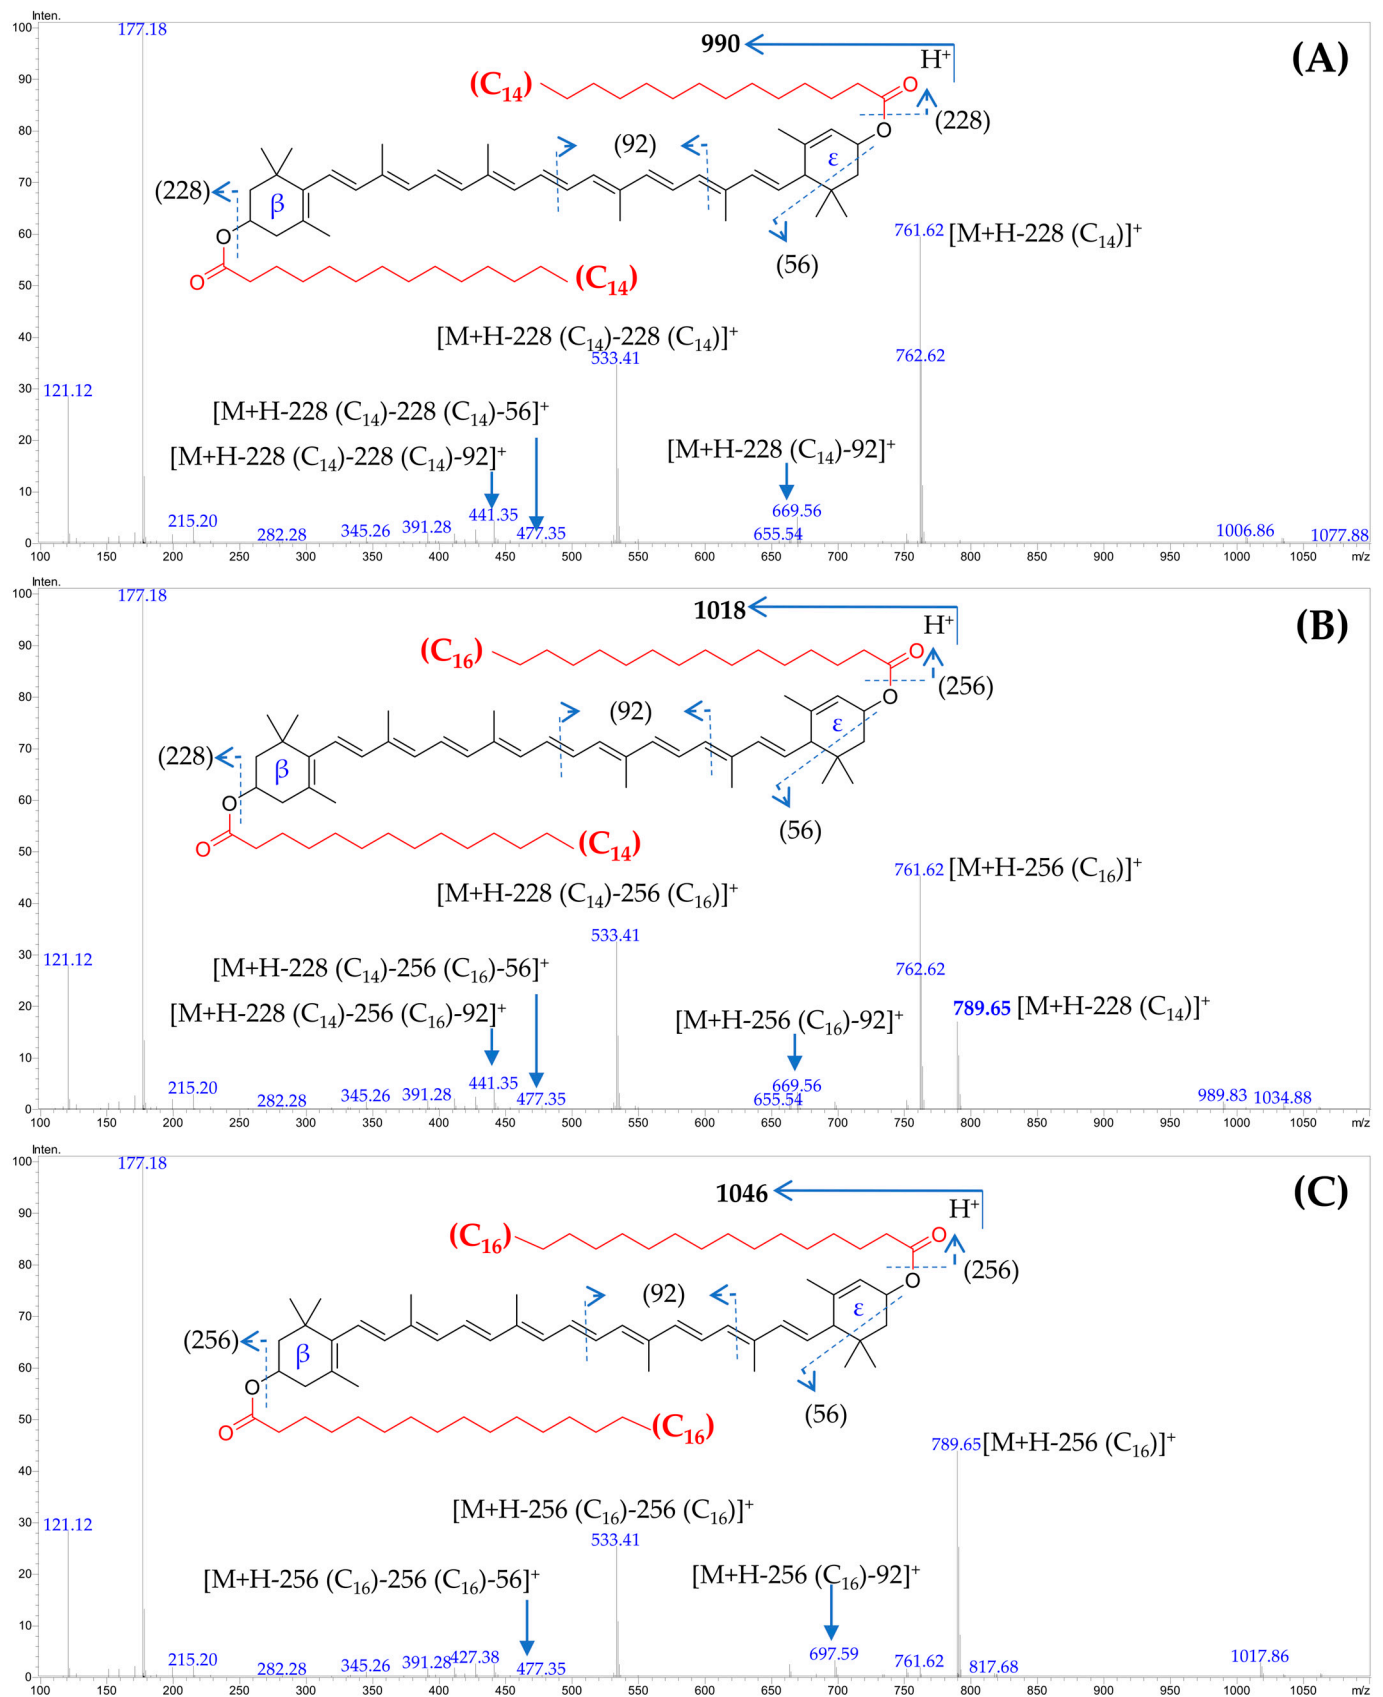 Inten.
177.18
100
990
H+
(A)
(C14)
O
90
(228)
O
80
(92)
ε
(228)
β
70
O
(56)
761.62 [M+H-228 (C14)]+
60
O
(C14)
50
[M+H-228 (C14)-228 (C14)]+
40
533.41
762.62
121.12
30
[M+H-228 (C14)-228 (C14)-56]+
[M+H-228 (C14)-228 (C14)-92]+
[M+H-228 (C14)-92]+
20
10
215.20
282.28
345.26
391.28
441.35
477.35
669.56
655.54
1006.86
1077.88
0
100 150 200 250 300 350 400 450 500 550 600 650 700 750 800 850 900 950 1000 1050 m/z
Inten.
177.18
100
1018
H+
(B)
(C16)
O
90
(256)
O
80
(92)
ε
(228)
β
70
O
(56)
60
O
(C14)
50
761.62 [M+H-256 (C16)]+
[M+H-228 (C14)-256 (C16)]+
40
533.41
121.12
30
[M+H-228 (C14)-256 (C16)-56]+
762.62
[M+H-228 (C14)-256 (C16)-92]+
[M+H-256 (C16)-92]+
789.65 [M+H-228 (C14)]+
20
10
215.20
282.28
345.26
391.28
441.35
477.35
669.56
655.54
989.83
1034.88
0
100 150 200 250 300 350 400 450 500 550 600 650 700 750 800 850 900 950 1000 1050 m/z
Inten.
177.18
100
1046
H+
(C)
(C16)
O
90
(256)
O
80
(92)
ε
(256)
β
70
O
(56)
60
O
(C16)
50
789.65 [M+H-256 (C16)]+
40
[M+H-256 (C16)-256 (C16)]+
121.12
533.41
30
[M+H-256 (C16)-256 (C16)-56]+
[M+H-256 (C16)-92]+
20
10
215.20
282.28
345.26
391.28
427.38
477.35
697.59
761.62
817.68
1017.86
0
100 150 200 250 300 350 400 450 500 550 600 650 700 750 800 850 900 950 1000 1050 m/z